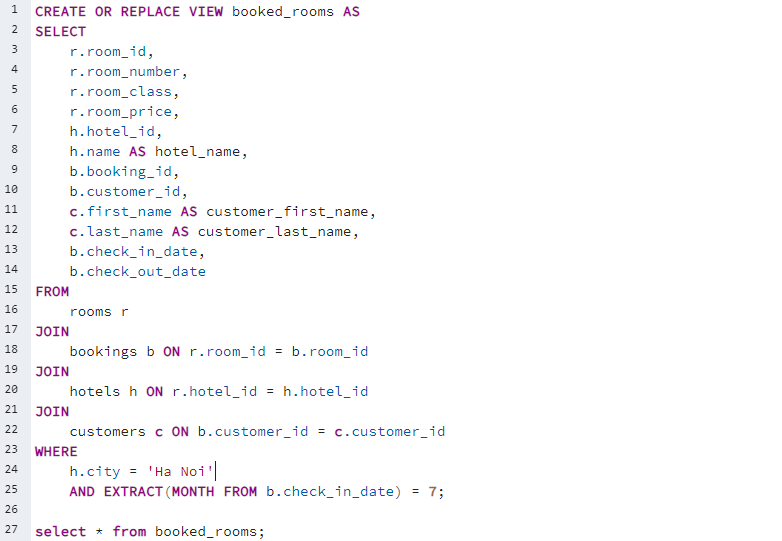 1 CREATE OR REPLACE VIEW booked_rooms AS
2 SELECT
3 r.room_id,
4 r.room_number,
5 r.room_class,
6 r.room_price,
7 h.hotel_id,
8 h.name AS hotel_name,
9 b.booking_id,
10 b.customer_id,
11 c.first_name AS customer_first_name,
12 c.last_name AS customer_last_name,
13 b.check_in_date,
14 b.check_out_date
15 FROM
16 rooms r
17 JOIN
18 bookings b ON r.room_id = b.room_id
19 JOIN
20 hotels h ON r.hotel_id = h.hotel_id
21 JOIN
22 customers c ON b.customer_id = c.customer_id
23 WHERE
24 h.city = 'Ha Noi'
25 AND EXTRACT(MONTH FROM b.check_in_date) = 7;
26
27 select * from booked_rooms;